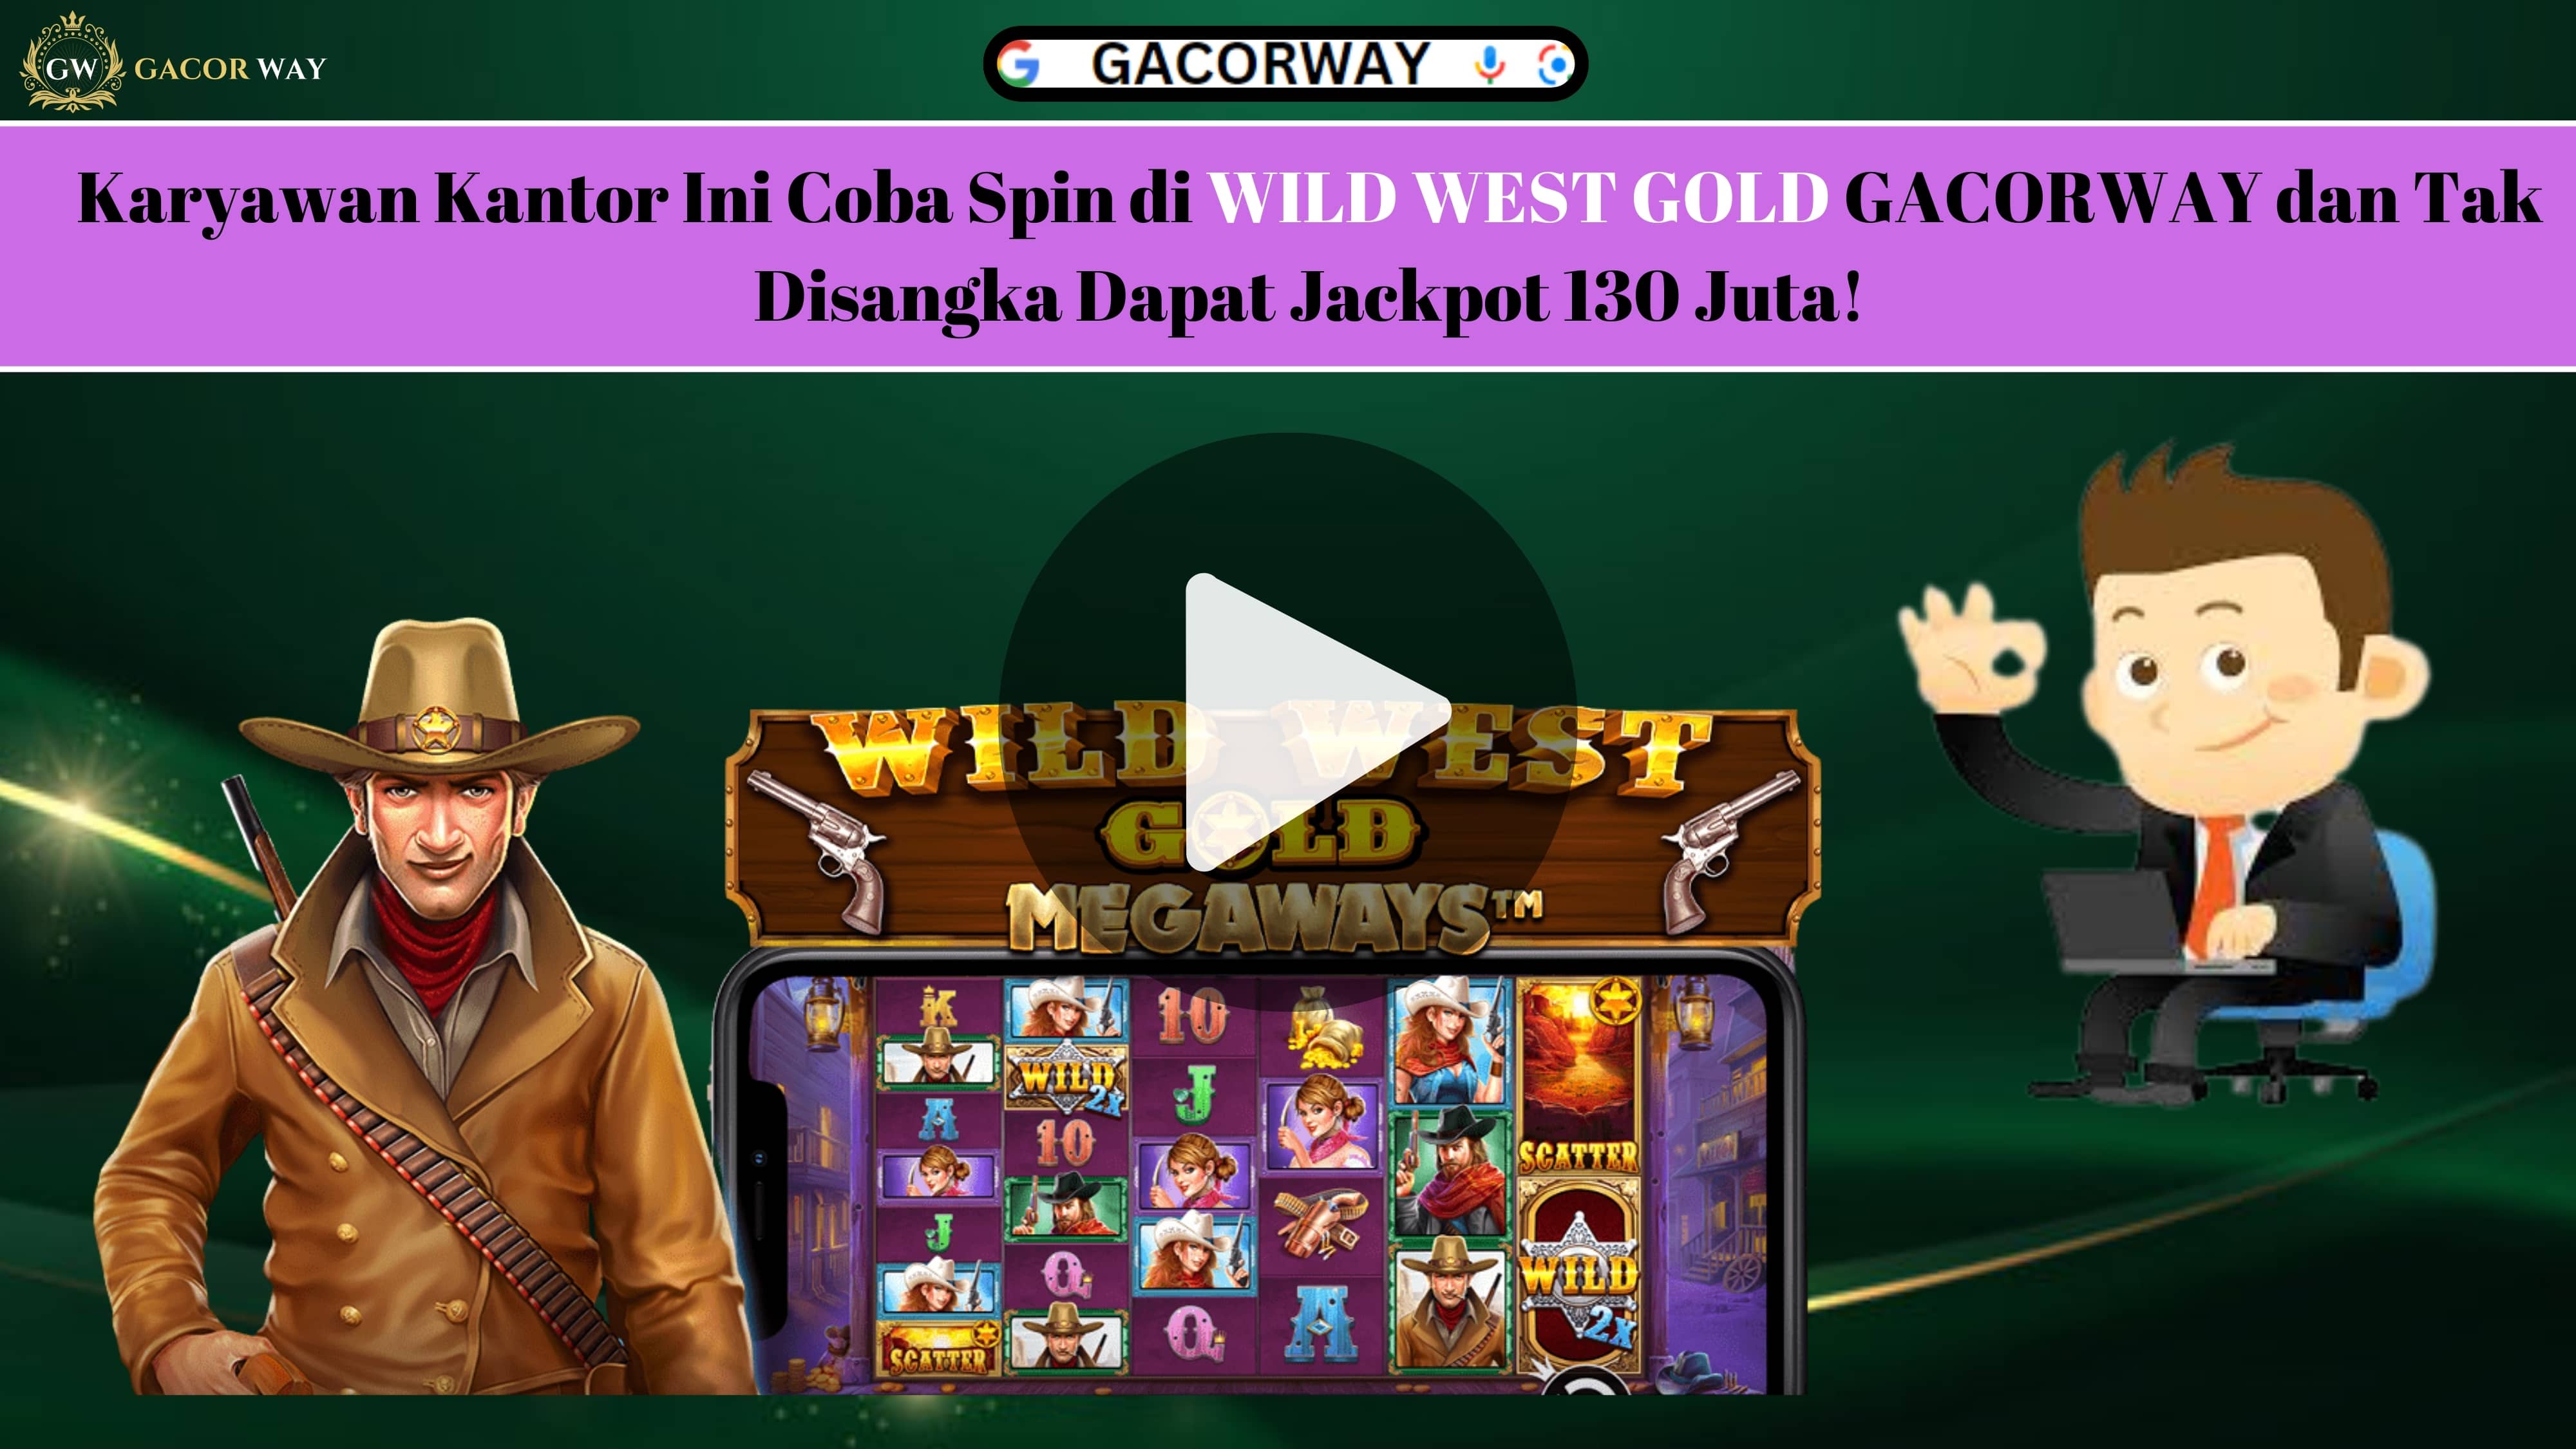 GW GACOR WAY
GACORWAY
Karyawan Kantor Ini Coba Spin di WILD WEST GOLD GACORWAY dan Tak
Disangka Dapat Jackpot 130 Juta!
WILD WEST
GOLD
MEGAWAYS™
K
10
WILD 2X
A
J
10
SCATTER
J
Q
WILD 2X
SCATTER
Q
A